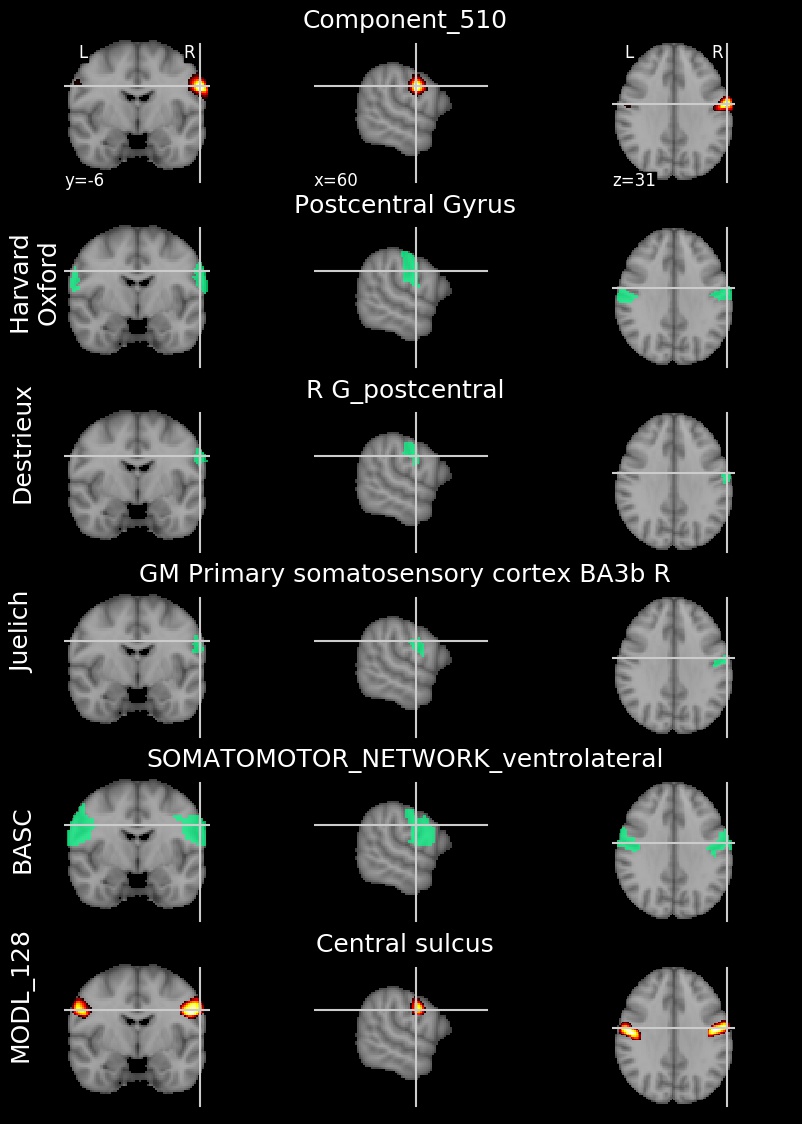 Component_510
L R
L R
y=-6
x=60
z=31
Postcentral Gyrus
Harvard
Oxford
R G_postcentral
Destrieux
GM Primary somatosensory cortex BA3b R
Juelich
SOMATOMOTOR_NETWORK_ventrolateral
BASC
Central sulcus
MODL_128